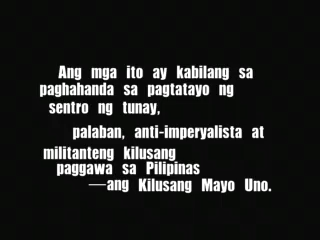 Ang mga ito ay kabilang sa
paghahanda sa pagtatayo ng
sentro ng tunay,
palaban, anti-imperyalista at
militanteng kilusang
paggawa sa Pilipinas
—ang Kilusang Mayo Uno.